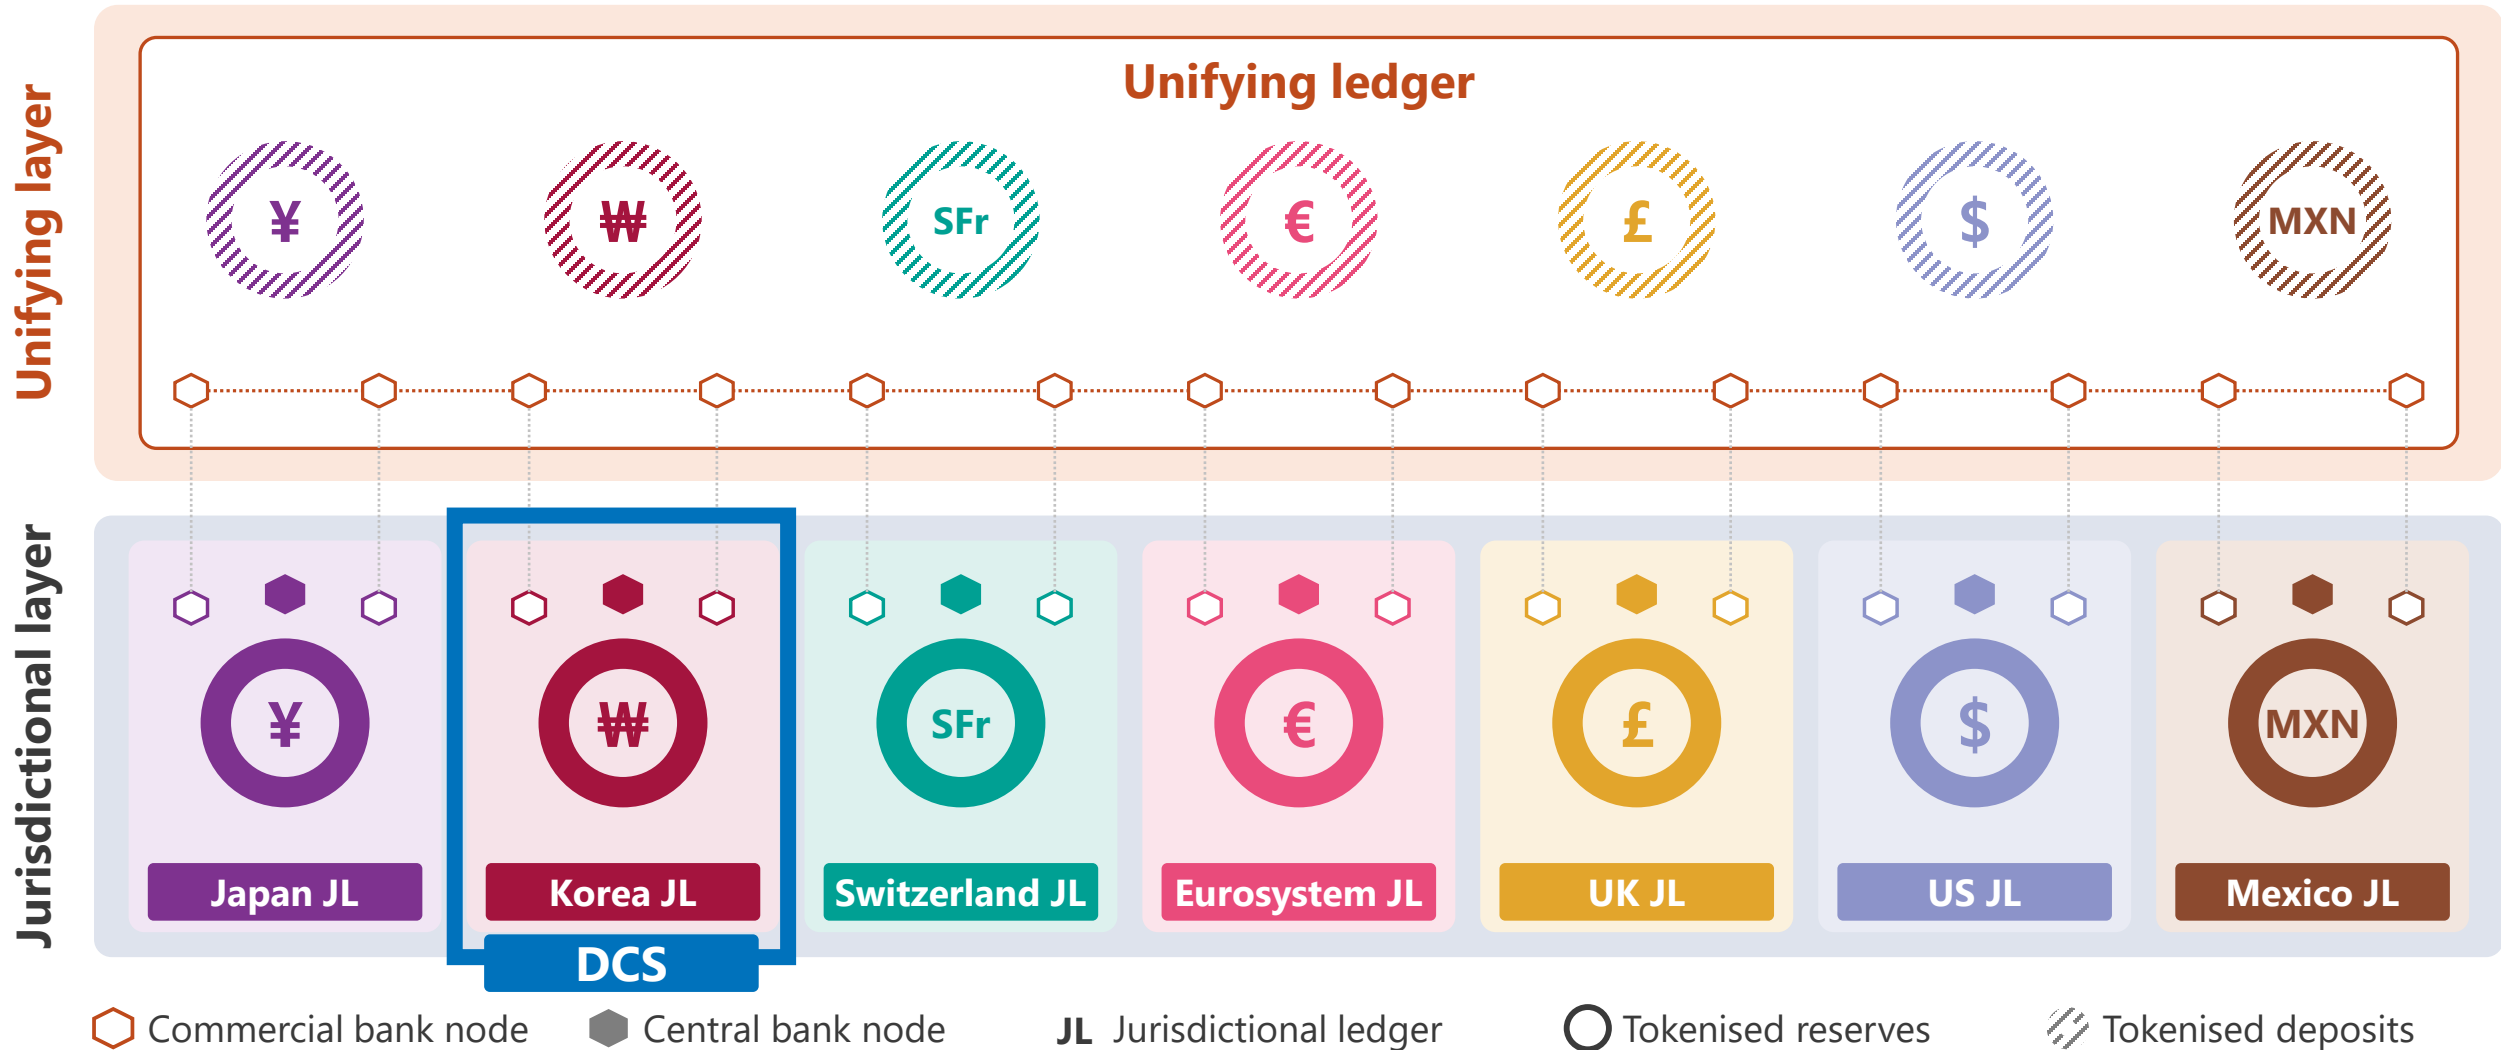 Unifying layer
Unifying ledger
¥
₩
SFr
€
£
$
MXN
Jurisdictional layer
¥
₩
SFr
€
£
$
MXN
Japan JL
Korea JL
Switzerland JL
Eurosystem JL
UK JL
US JL
Mexico JL
DCS
Commercial bank node
Central bank node
JL Jurisdictional ledger
Tokenised reserves
Tokenised deposits